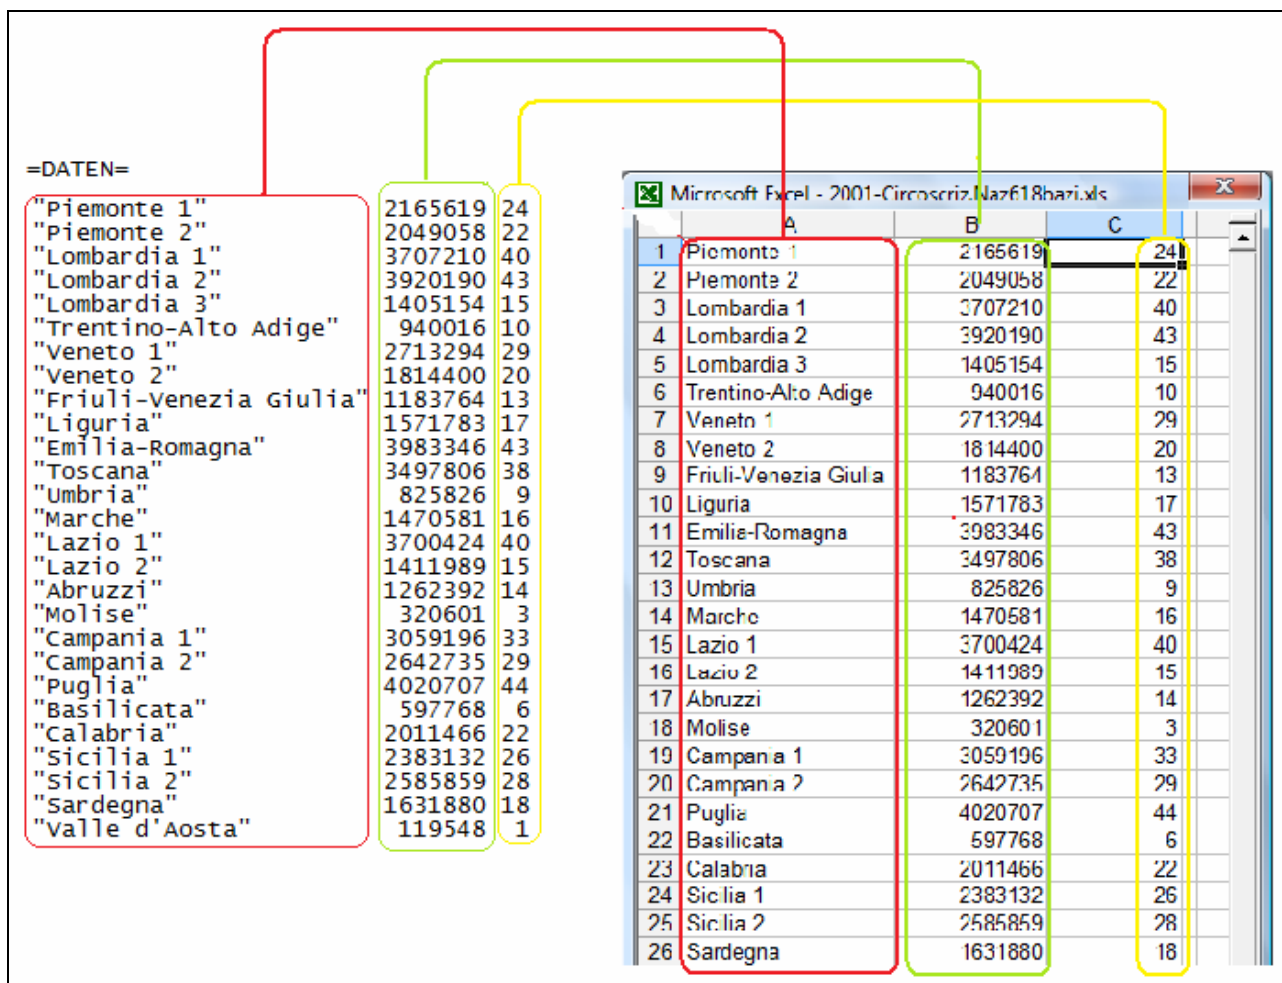 =DATEN=
"Piemonte 1" 2165619 24
"Piemonte 2" 2049058 22
"Lombardia 1" 3707210 40
"Lombardia 2" 3920190 43
"Lombardia 3" 1405154 15
"Trentino-Alto Adige" 940016 10
"Veneto 1" 2713294 29
"Veneto 2" 1814400 20
"Friuli-Venezia Giulia" 1183764 13
"Liguria" 1571783 17
"Emilia-Romagna" 3983346 43
"Toscana" 3497806 38
"Umbria" 825826 9
"Marche" 1470581 16
"Lazio 1" 3700424 40
"Lazio 2" 1411989 15
"Abruzzi" 1262392 14
"Molise" 320601 3
"Campania 1" 3059196 33
"Campania 2" 2642735 29
"Puglia" 4020707 44
"Basilicata" 597768 6
"Calabria" 2011466 22
"Sicilia 1" 2383132 26
"Sicilia 2" 2585859 28
"Sardegna" 1631880 18
"Valle d'Aosta" 119548 1
Microsoft Excel - 2001-Circoscriz.Naz618bazi.xls
A B C
1 Piemonte 1 2165619 24
2 Piemonte 2 2049058 22
3 Lombardia 1 3707210 40
4 Lombardia 2 3920190 43
5 Lombardia 3 1405154 15
6 Trentino-Alto Adige 940016 10
7 Veneto 1 2713294 29
8 Veneto 2 1814400 20
9 Friuli-Venezia Giulia 1183764 13
10 Liguria 1571783 17
11 Emilia-Romagna 3983346 43
12 Toscana 3497806 38
13 Umbria 825826 9
14 Marche 1470581 16
15 Lazio 1 3700424 40
16 Lazio 2 1411989 15
17 Abruzzi 1262392 14
18 Molise 320601 3
19 Campania 1 3059196 33
20 Campania 2 2642735 29
21 Puglia 4020707 44
22 Basilicata 597768 6
23 Calabria 2011466 22
24 Sicilia 1 2383132 26
25 Sicilia 2 2585859 28
26 Sardegna 1631880 18